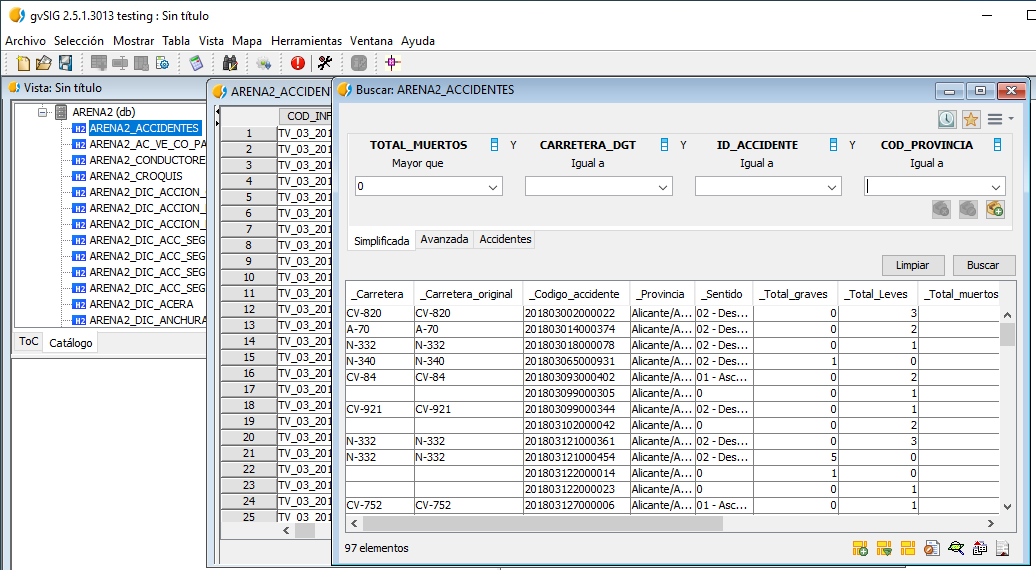 gvSIG 2.5.1.3013 testing : Sin título
Archivo Selección Mostrar Tabla Vista Mapa Herramientas Ventana Ayuda
Vista: Sin título
ARENA2 (db)
ARENA2_ACCIDENTES
ARENA2_AC_VE_CO_PA
ARENA2_CONDUCTORE
ARENA2_CROQUIS
ARENA2_DIC_ACCION_
ARENA2_DIC_ACCION_
ARENA2_DIC_ACCION_
ARENA2_DIC_ACC_SEG
ARENA2_DIC_ACC_SEG
ARENA2_DIC_ACC_SEG
ARENA2_DIC_ACC_SEG
ARENA2_DIC_ACERA
ARENA2_DIC_ANCHURA
ToC Catálogo
ARENA2_ACCIDENT
COD_INF
1 TV_03_201
2 TV_03_201
3 TV_03_201
4 TV_03_201
5 TV_03_201
6 TV_03_201
7 TV_03_201
8 TV_03_201
9 TV_03_201
10 TV_03_201
11 TV_03_201
12 TV_03_201
13 TV_03_201
14 TV_03_201
15 TV_03_201
16 TV_03_201
17 TV_03_201
18 TV_03_201
19 TV_03_201
20 TV_03_201
21 TV_03_201
22 TV_03_201
23 TV_03_201
24 TV_03_201
25 TV_03_201
Buscar: ARENA2_ACCIDENTES
TOTAL_MUERTOS Y CARRETERA_DGT Y ID_ACCIDENTE Y COD_PROVINCIA
Mayor que Igual a Igual a Igual a
0
Simplificada Avanzada Accidentes
Limpiar Buscar
_Carretera _Carretera_original _Codigo_accidente _Provincia _Sentido _Total_graves _Total_Leves _Total_muertos
CV-820 CV-820 201803002000022 Alicante/A... 02 - Des... 0 3
A-70 A-70 201803014000374 Alicante/A... 02 - Des... 0 2
N-332 N-332 201803018000078 Alicante/A... 02 - Des... 0 1
N-340 N-340 201803065000931 Alicante/A... 02 - Des... 1 0
CV-84 CV-84 201803093000402 Alicante/A... 01 - Asc... 0 2
201803099000305 Alicante/A... 0 0 1
CV-921 CV-921 201803099000344 Alicante/A... 02 - Des... 0 1
201803102000042 Alicante/A... 0 0 2
N-332 N-332 201803121000361 Alicante/A... 02 - Des... 0 3
N-332 N-332 201803121000454 Alicante/A... 02 - Des... 5 0
201803122000014 Alicante/A... 0 1 0
201803122000023 Alicante/A... 0 0 1
CV-752 CV-752 201803127000006 Alicante/A... 01 - Asc... 0 1
97 elementos